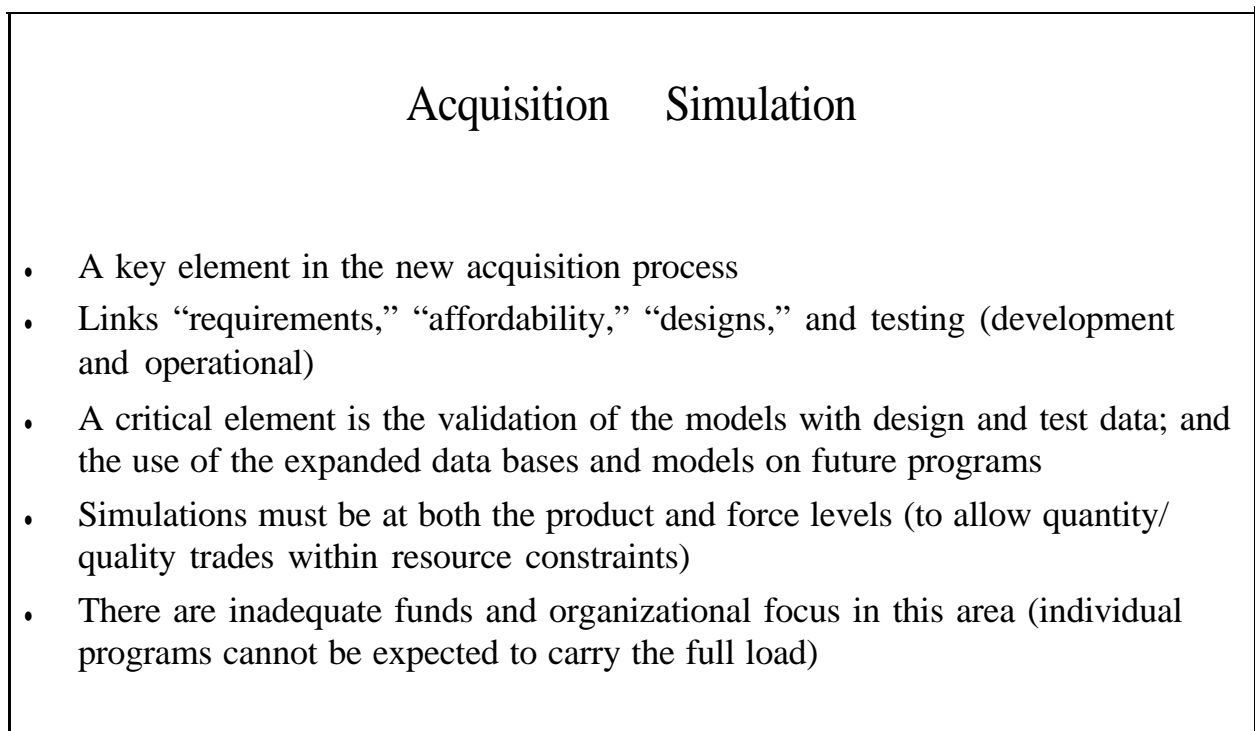 Acquisition Simulation
• A key element in the new acquisition process
• Links “requirements,” “affordability,” “designs,” and testing (development
and operational)
• A critical element is the validation of the models with design and test data; and
the use of the expanded data bases and models on future programs
• Simulations must be at both the product and force levels (to allow quantity/
quality trades within resource constraints)
• There are inadequate funds and organizational focus in this area (individual
programs cannot be expected to carry the full load)